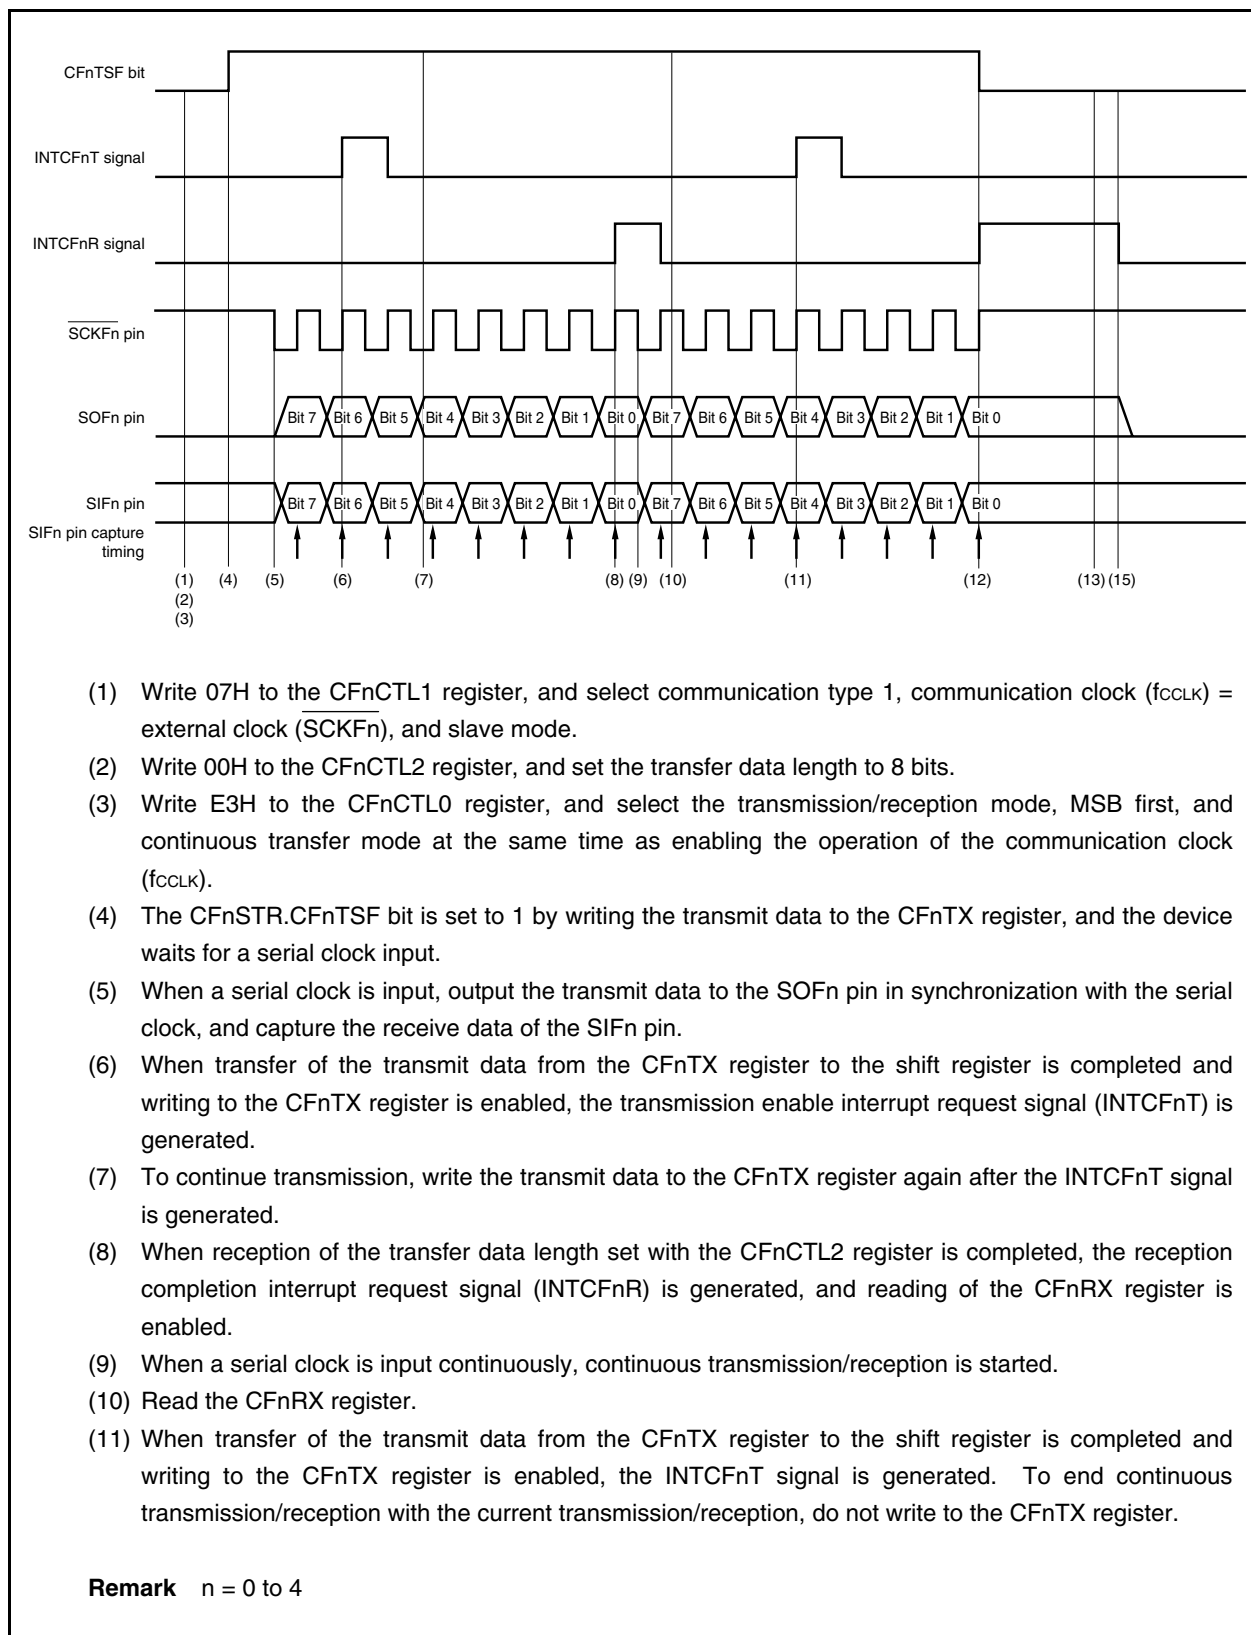 CFnTSF bit
INTCFnT signal
INTCFnR signal
SCKFn pin
SOFn pin
Bit 7 Bit 6 Bit 5 Bit 4 Bit 3 Bit 2 Bit 1 Bit 0 Bit 7 Bit 6 Bit 5 Bit 4 Bit 3 Bit 2 Bit 1 Bit 0
SIFn pin
Bit 7 Bit 6 Bit 5 Bit 4 Bit 3 Bit 2 Bit 1 Bit 0 Bit 7 Bit 6 Bit 5 Bit 4 Bit 3 Bit 2 Bit 1 Bit 0
SIFn pin capture
timing
(1) (4) (5) (6) (7) (8) (9) (10) (11) (12) (13) (15)
(2)
(3)
(1) Write 07H to the CFnCTL1 register, and select communication type 1, communication clock (fCCLK) =
external clock (SCKFn), and slave mode.
(2) Write 00H to the CFnCTL2 register, and set the transfer data length to 8 bits.
(3) Write E3H to the CFnCTL0 register, and select the transmission/reception mode, MSB first, and
continuous transfer mode at the same time as enabling the operation of the communication clock
(fCCLK).
(4) The CFnSTR.CFnTSF bit is set to 1 by writing the transmit data to the CFnTX register, and the device
waits for a serial clock input.
(5) When a serial clock is input, output the transmit data to the SOFn pin in synchronization with the serial
clock, and capture the receive data of the SIFn pin.
(6) When transfer of the transmit data from the CFnTX register to the shift register is completed and
writing to the CFnTX register is enabled, the transmission enable interrupt request signal (INTCFnT) is
generated.
(7) To continue transmission, write the transmit data to the CFnTX register again after the INTCFnT signal
is generated.
(8) When reception of the transfer data length set with the CFnCTL2 register is completed, the reception
completion interrupt request signal (INTCFnR) is generated, and reading of the CFnRX register is
enabled.
(9) When a serial clock is input continuously, continuous transmission/reception is started.
(10) Read the CFnRX register.
(11) When transfer of the transmit data from the CFnTX register to the shift register is completed and
writing to the CFnTX register is enabled, the INTCFnT signal is generated. To end continuous
transmission/reception with the current transmission/reception, do not write to the CFnTX register.
Remark n = 0 to 4